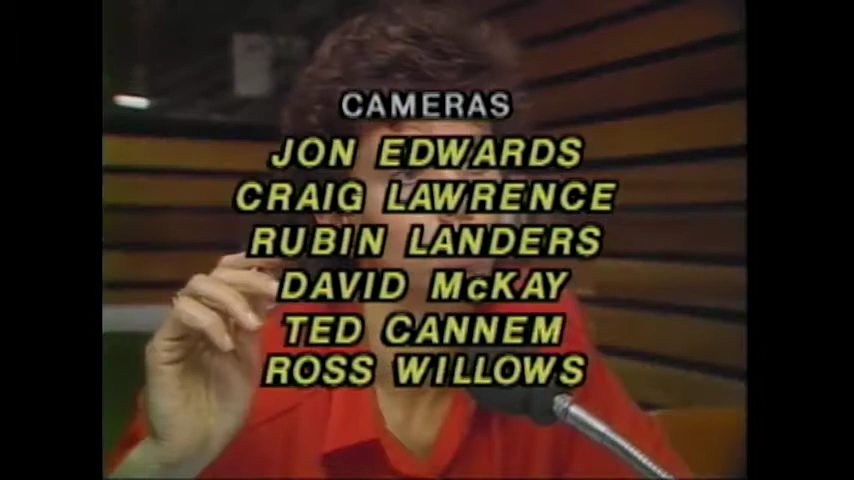 CAMERAS
JON EDWARDS
CRAIG LAWRENCE
RUBIN LANDERS
DAVID McKAY
TED CANNEM
ROSS WILLOWS